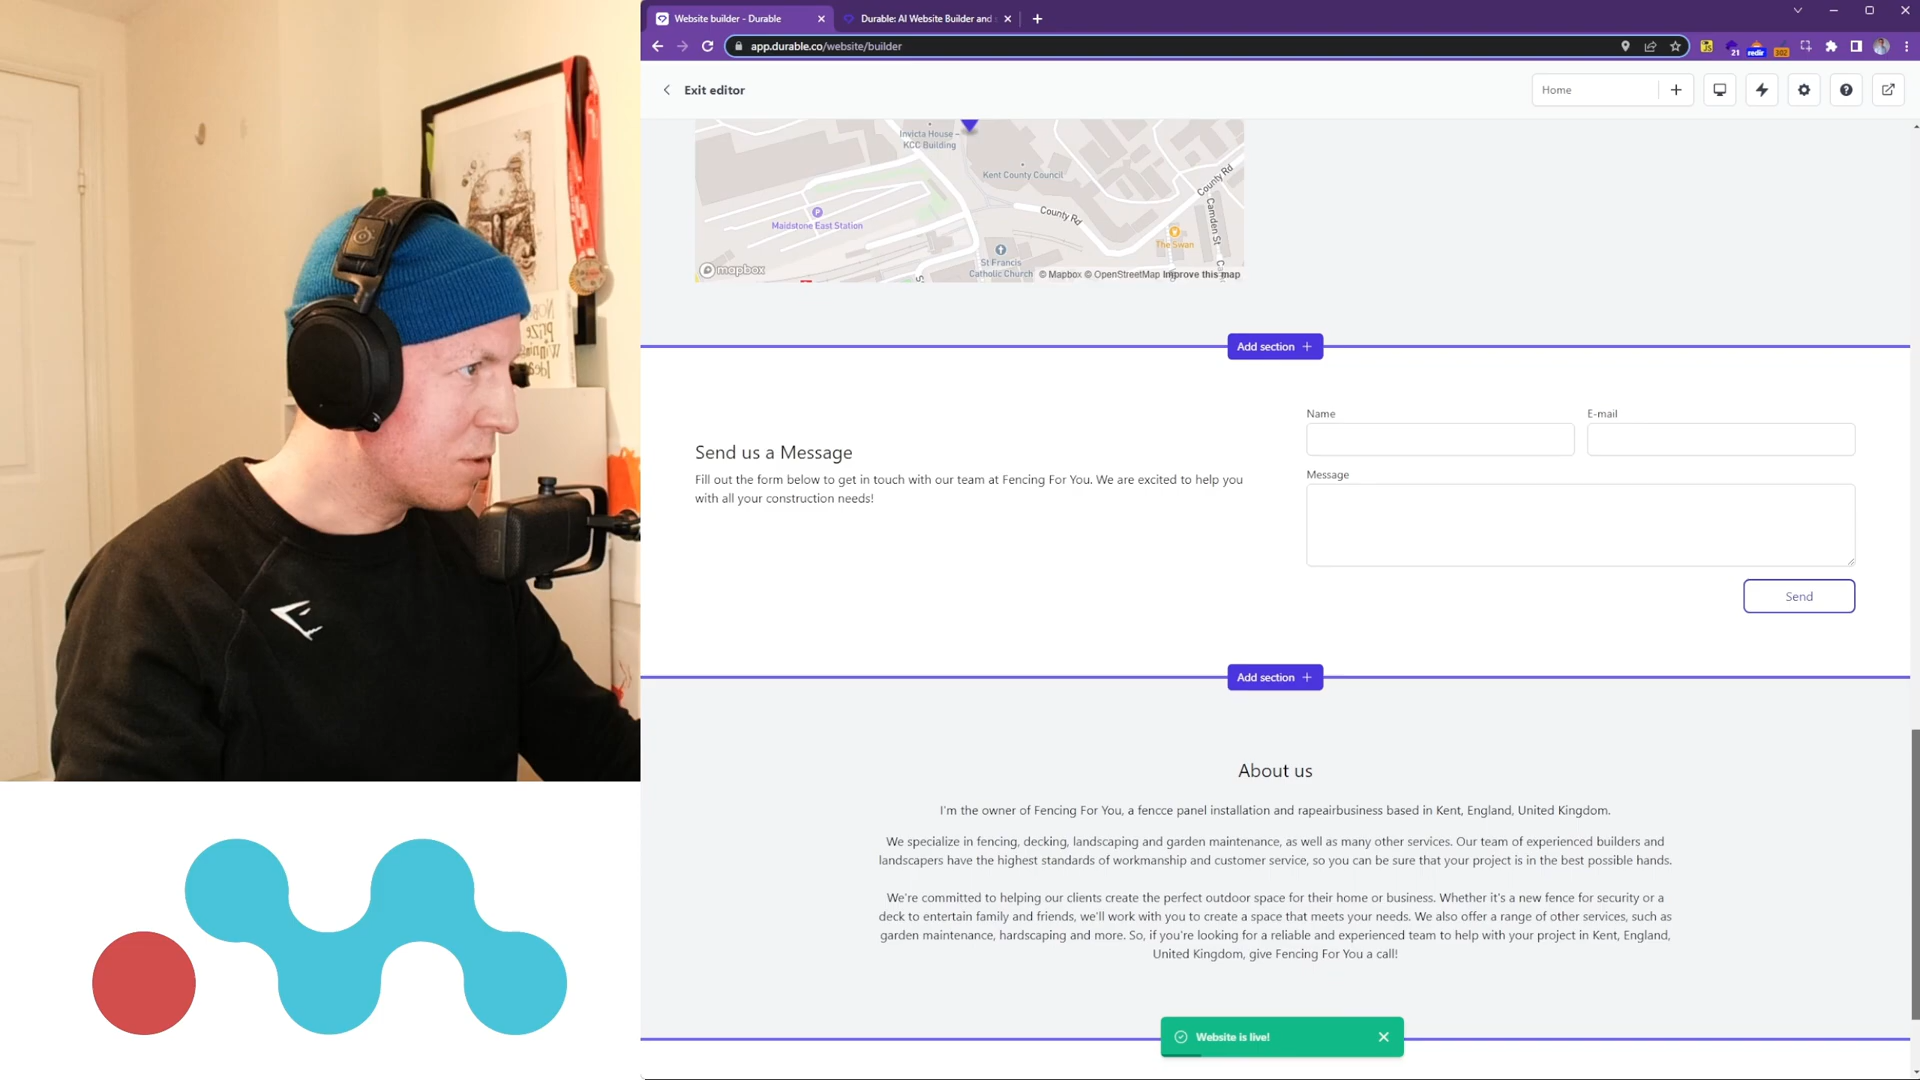 Website builder - Durable
Durable: AI Website Builder and
app.durable.co/website/builder
21
redir
302
Exit editor
Home
Invicta House –
KCC Building
Kent County Council
County Rd
County Rd
Camden St
Maidstone East Station
The Swan
St Francis
Catholic Church
mapbox
© Mapbox © OpenStreetMap Improve this map
Add section
Name
E-mail
Send us a Message
Fill out the form below to get in touch with our team at Fencing For You. We are excited to help you
with all your construction needs!
Message
Send
Add section
About us
I'm the owner of Fencing For You, a fencce panel installation and rapeairbusiness based in Kent, England, United Kingdom.
We specialize in fencing, decking, landscaping and garden maintenance, as well as many other services. Our team of experienced builders and
landscapers have the highest standards of workmanship and customer service, so you can be sure that your project is in the best possible hands.
We're committed to helping our clients create the perfect outdoor space for their home or business. Whether it's a new fence for security or a
deck to entertain family and friends, we'll work with you to create a space that meets your needs. We also offer a range of other services, such as
garden maintenance, hardscaping and more. So, if you're looking for a reliable and experienced team to help with your project in Kent, England,
United Kingdom, give Fencing For You a call!
Website is live!